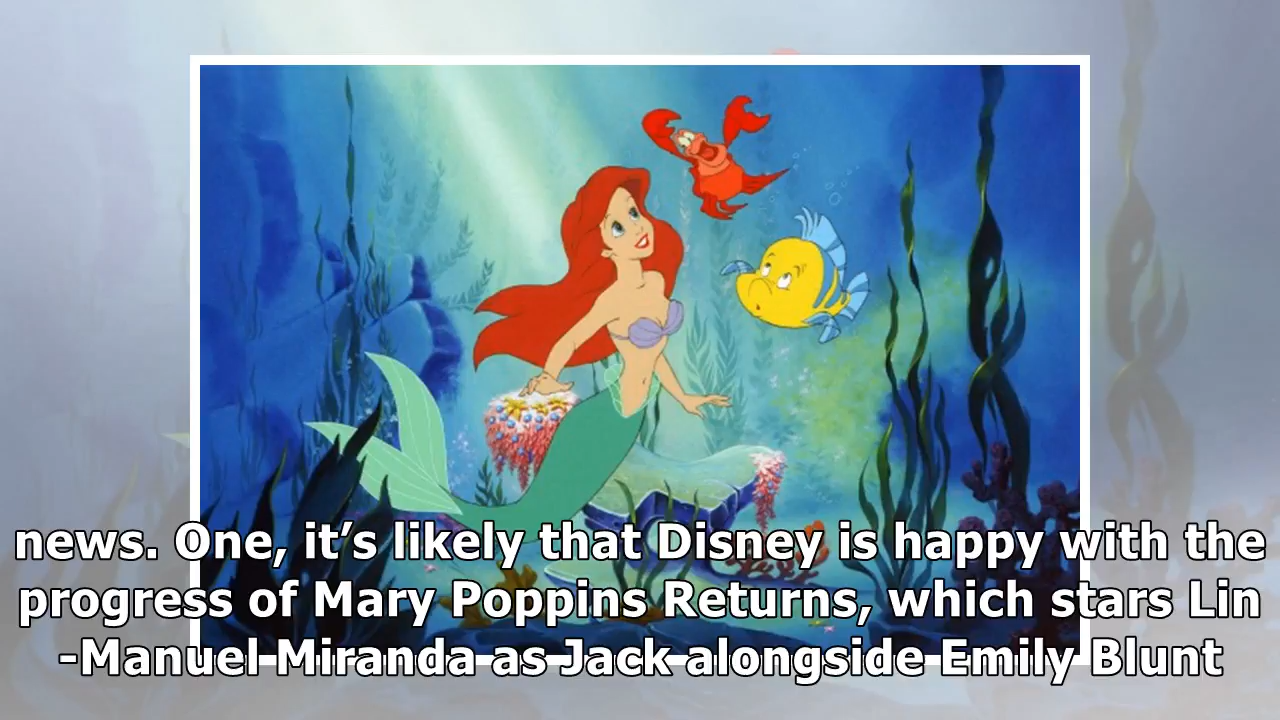 news. One, it’s likely that Disney is happy with the
progress of Mary Poppins Returns, which stars Lin
-Manuel Miranda as Jack alongside Emily Blunt